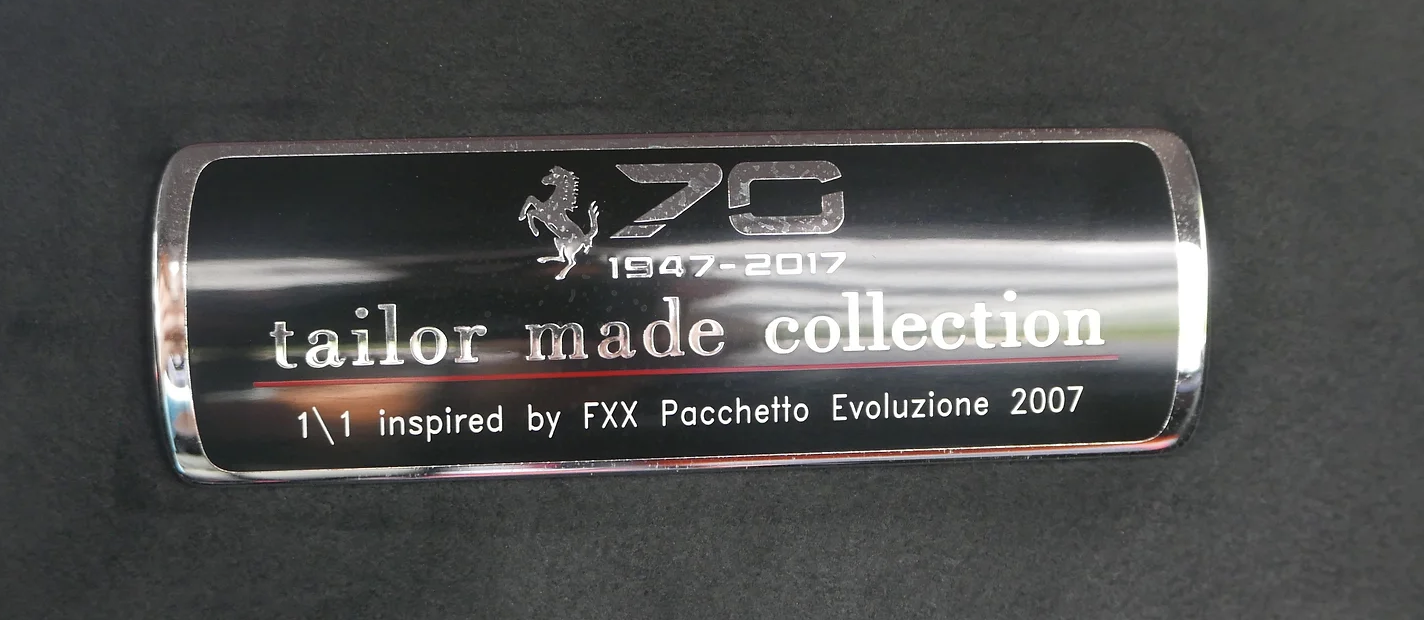 70
1947-2017
tailor made collection
1\1 inspired by FXX Pacchetto Evoluzione 2007